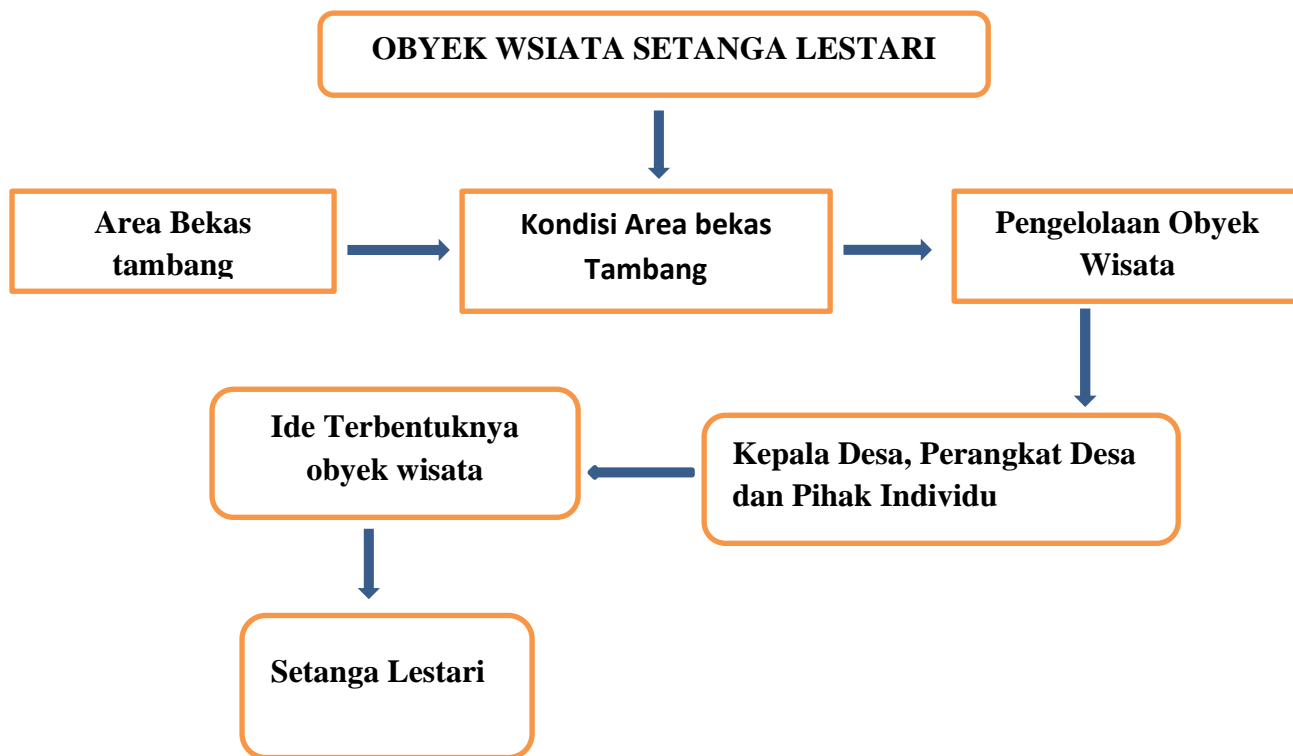 OBYEK WSIATA SETANGA LESTARI
Area Bekas
tambang
Kondisi Area bekas
Tambang
Pengelolaan Obyek
Wisata
Ide Terbentuknya
obyek wisata
Kepala Desa, Perangkat Desa
dan Pihak Individu
Setanga Lestari